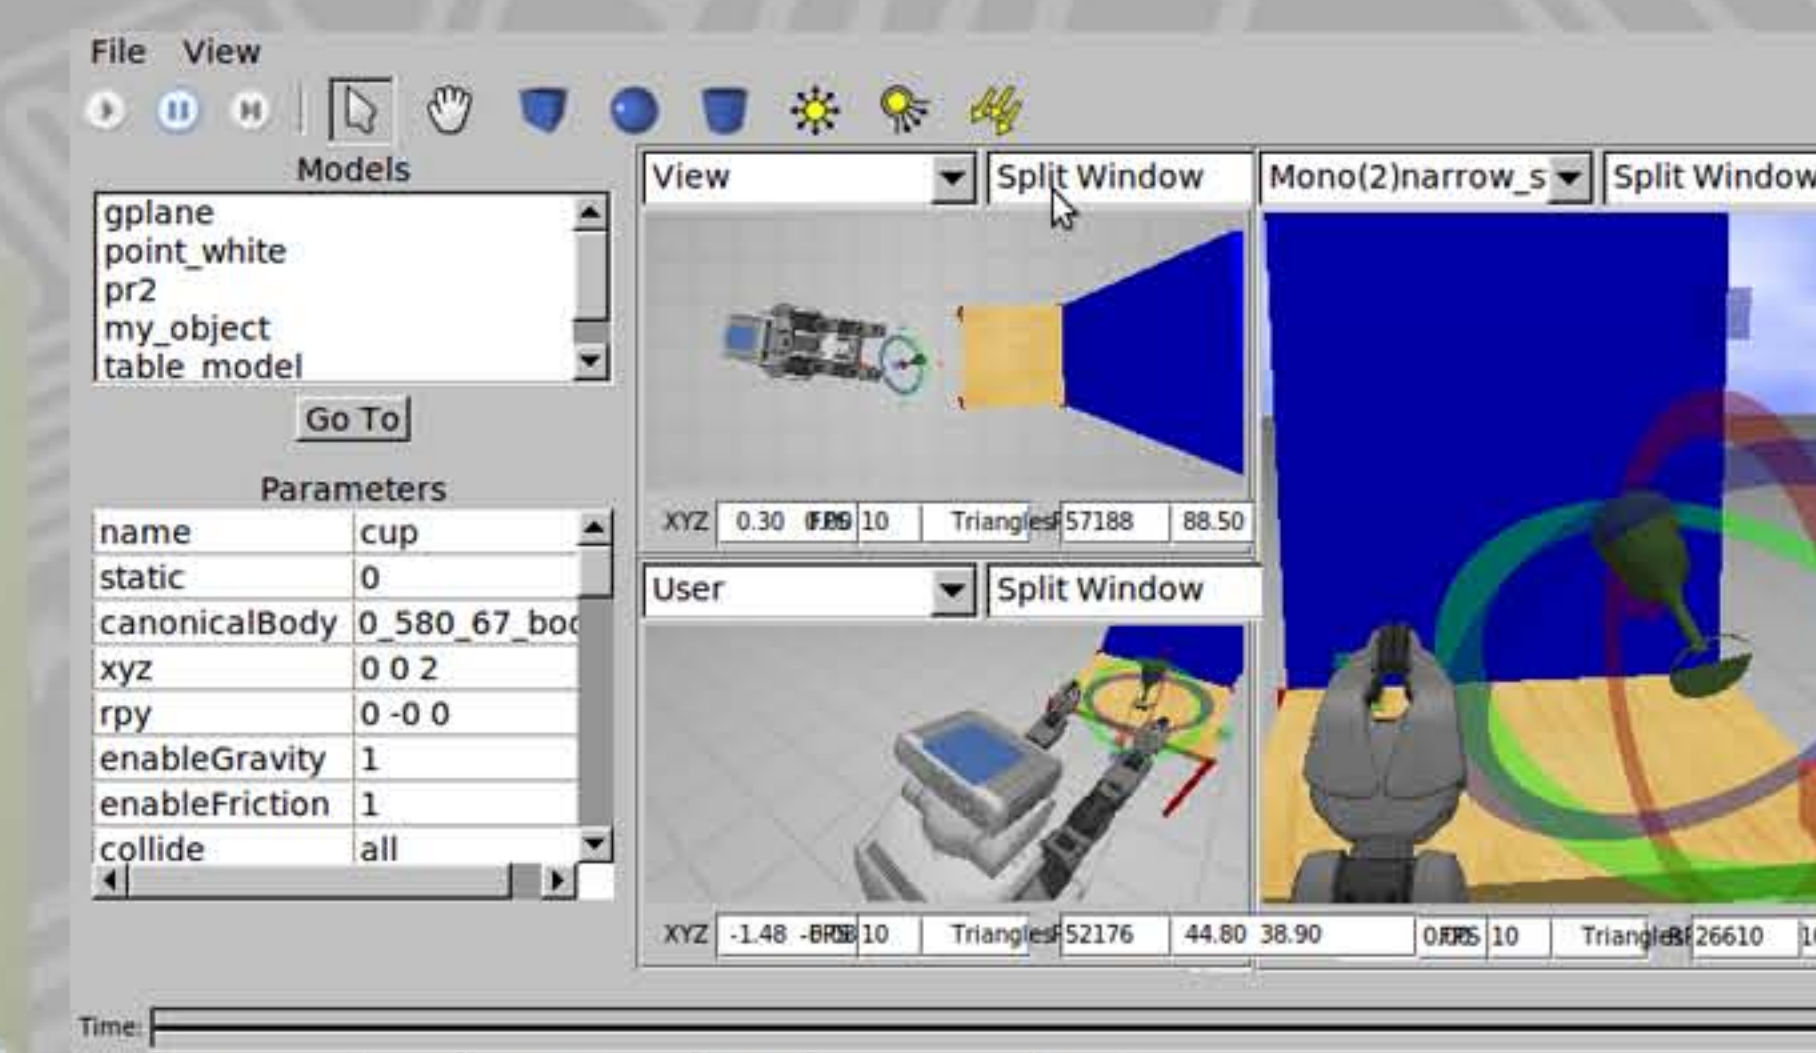 File View
Models
gplane
point_white
pr2
my_object
table_model
Go To
Parameters
name cup
static 0
canonicalBody 0_580_67_boc
xyz 0 0 2
rpy 0 -0 0
enableGravity 1
enableFriction 1
collide all
View Split Window
XYZ 0.30 10 Triangles 57188 88.50
User Split Window
XYZ -1.48 10 Triangles 52176 44.80
Mono(2)narrow_s Split Window
38.90 10 Triangles 26610
Time: